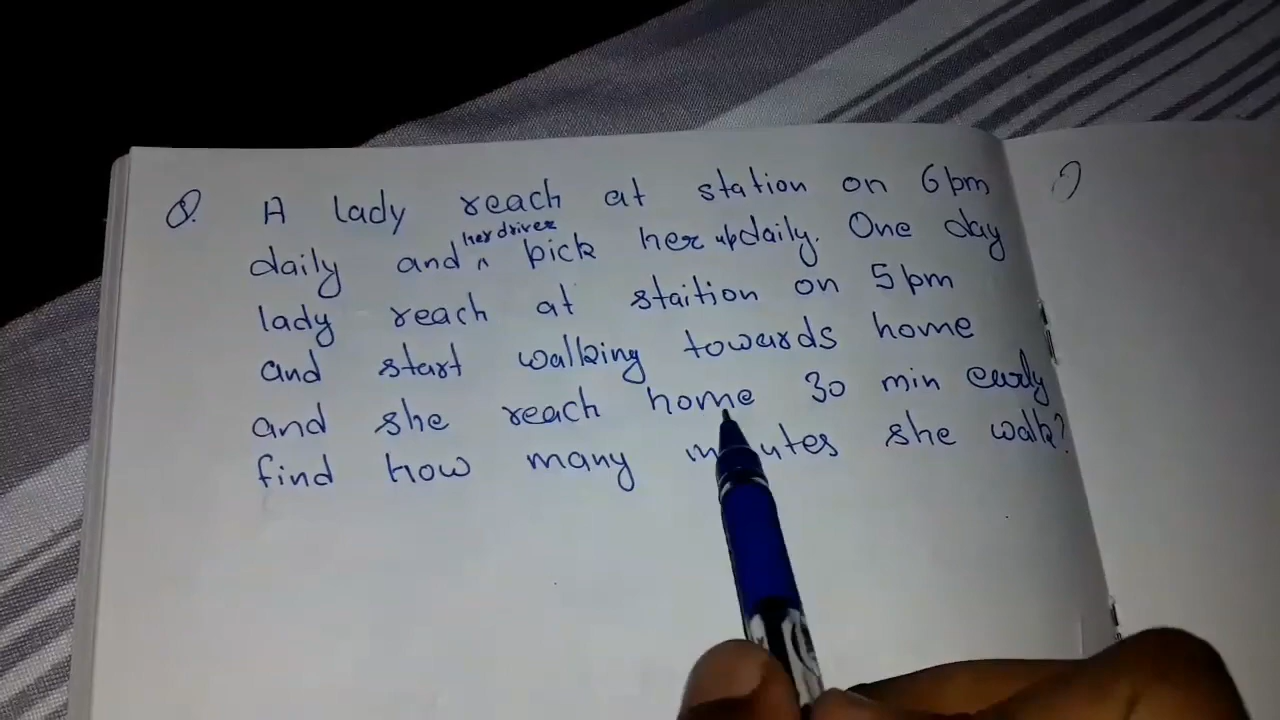 Q. A lady reach at station on 6pm
daily and her driver pick her up daily. One day
lady reach at staition on 5pm
and start walking towards home
and she reach home 30 min early
find how many minutes she walk?